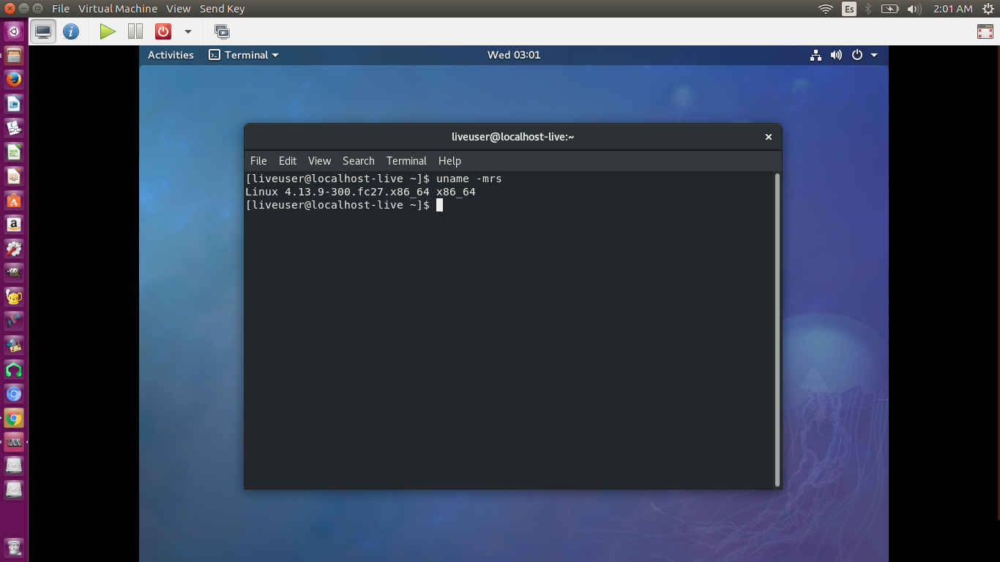 File Virtual Machine View Send Key
Es
2:01 AM
Activities
Terminal
Wed 03:01
liveuser@localhost-live:~
File Edit View Search Terminal Help
[liveuser@localhost-live ~]$ uname -mrs
Linux 4.13.9-300.fc27.x86_64 x86_64
[liveuser@localhost-live ~]$